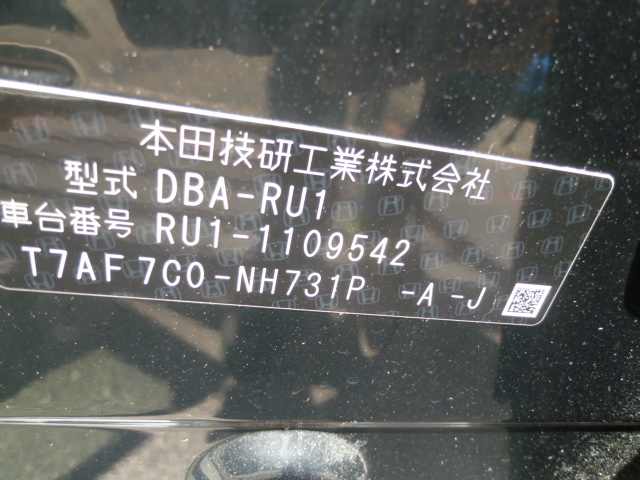 本田技研工業株式会社
型式 DBA-RU1
車台番号 RU1-1109542
T7AF7C0-NH731P -A -J